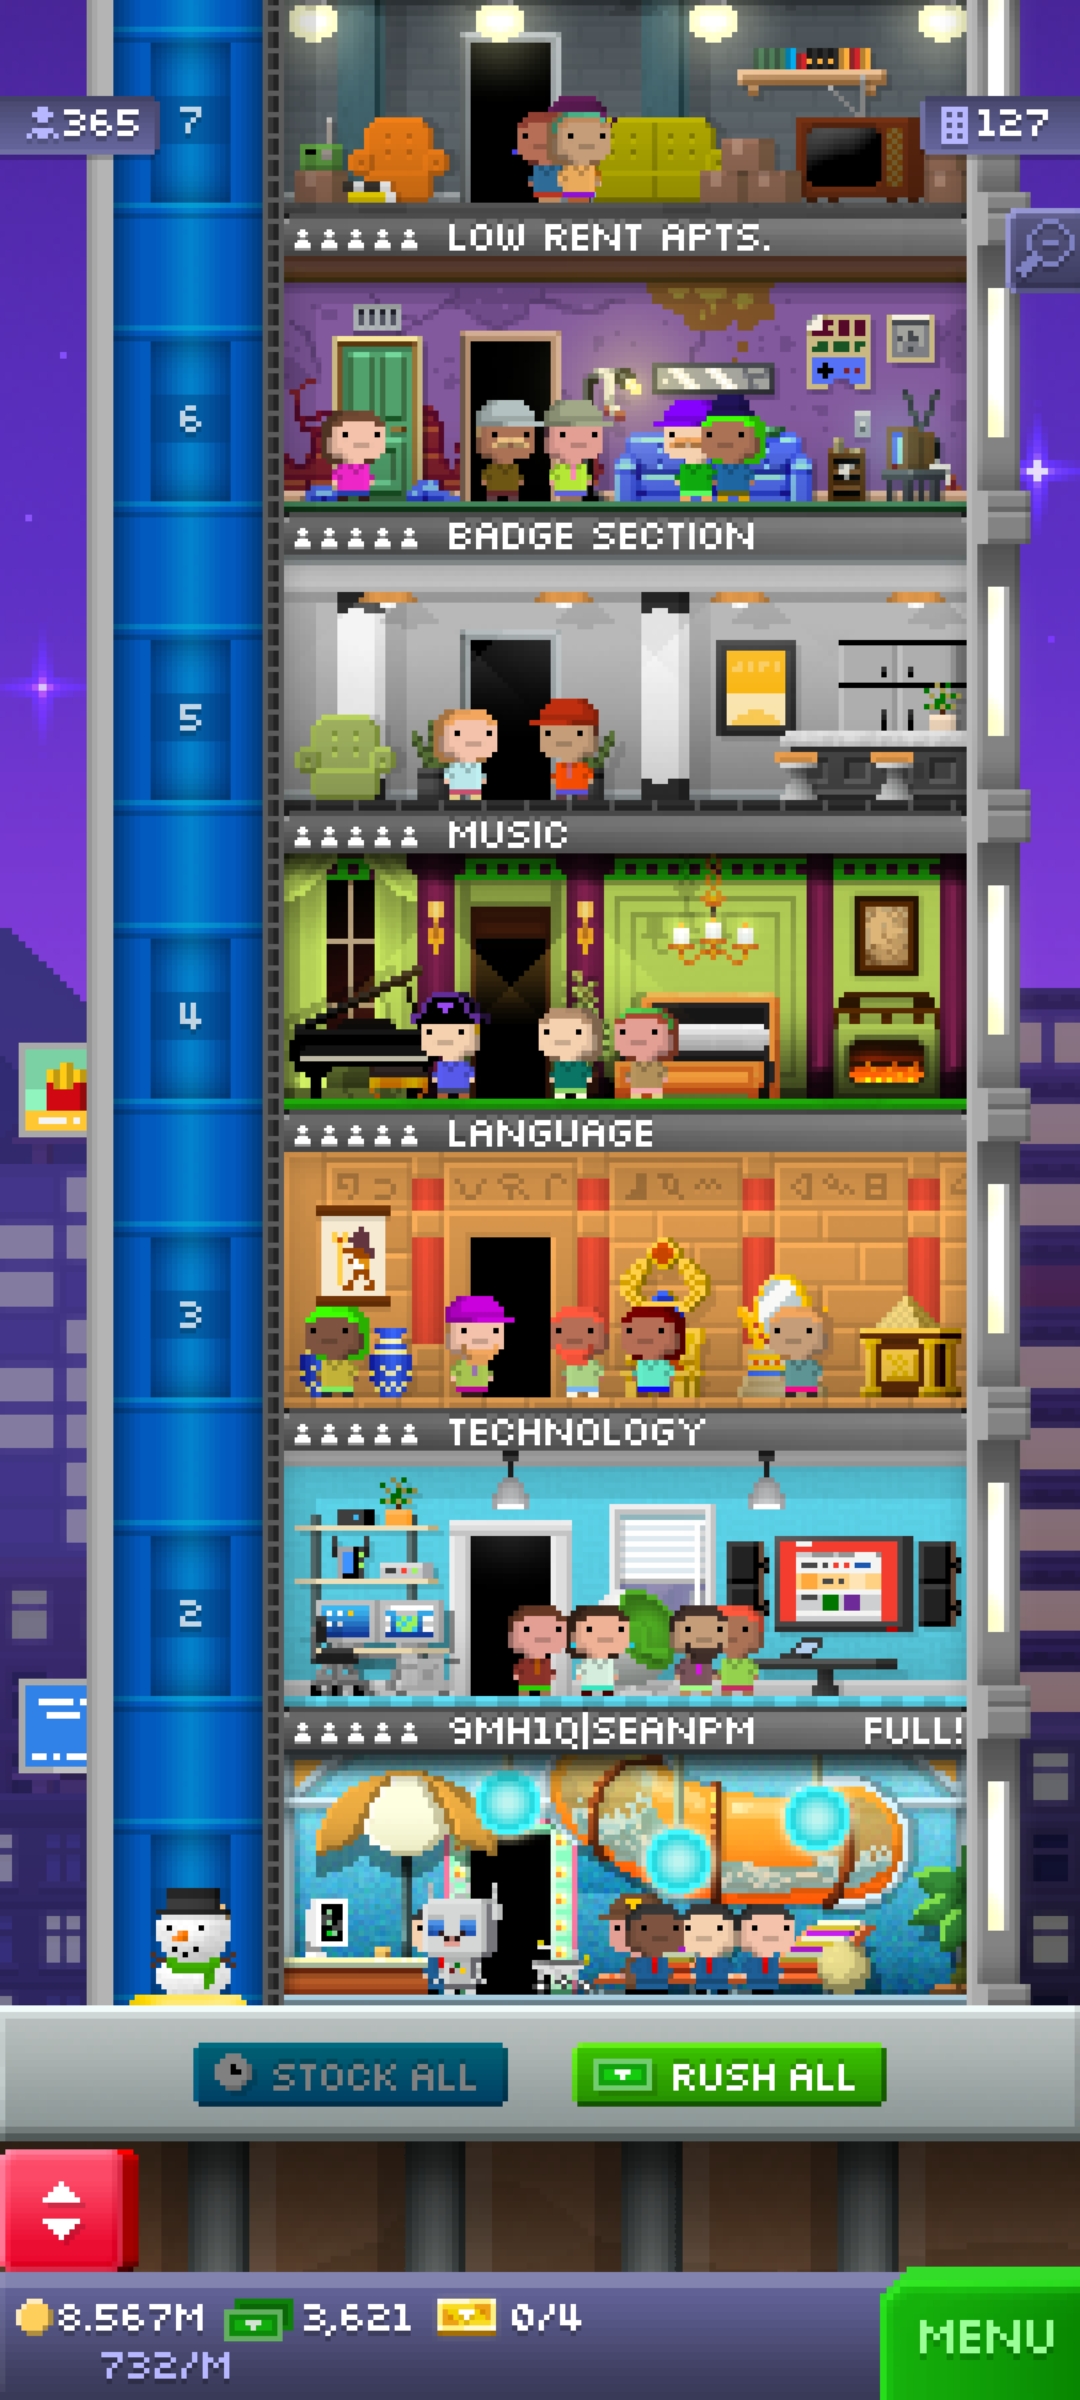 7
365
127
LOW RENT APTS.
6
BADGE SECTION
5
MUSIC
4
LANGUAGE
3
TECHNOLOGY
2
9MH1Q|SEANPM FULL!
STOCK ALL
RUSH ALL
8.567M 3,621 0/4
732/M
MENU